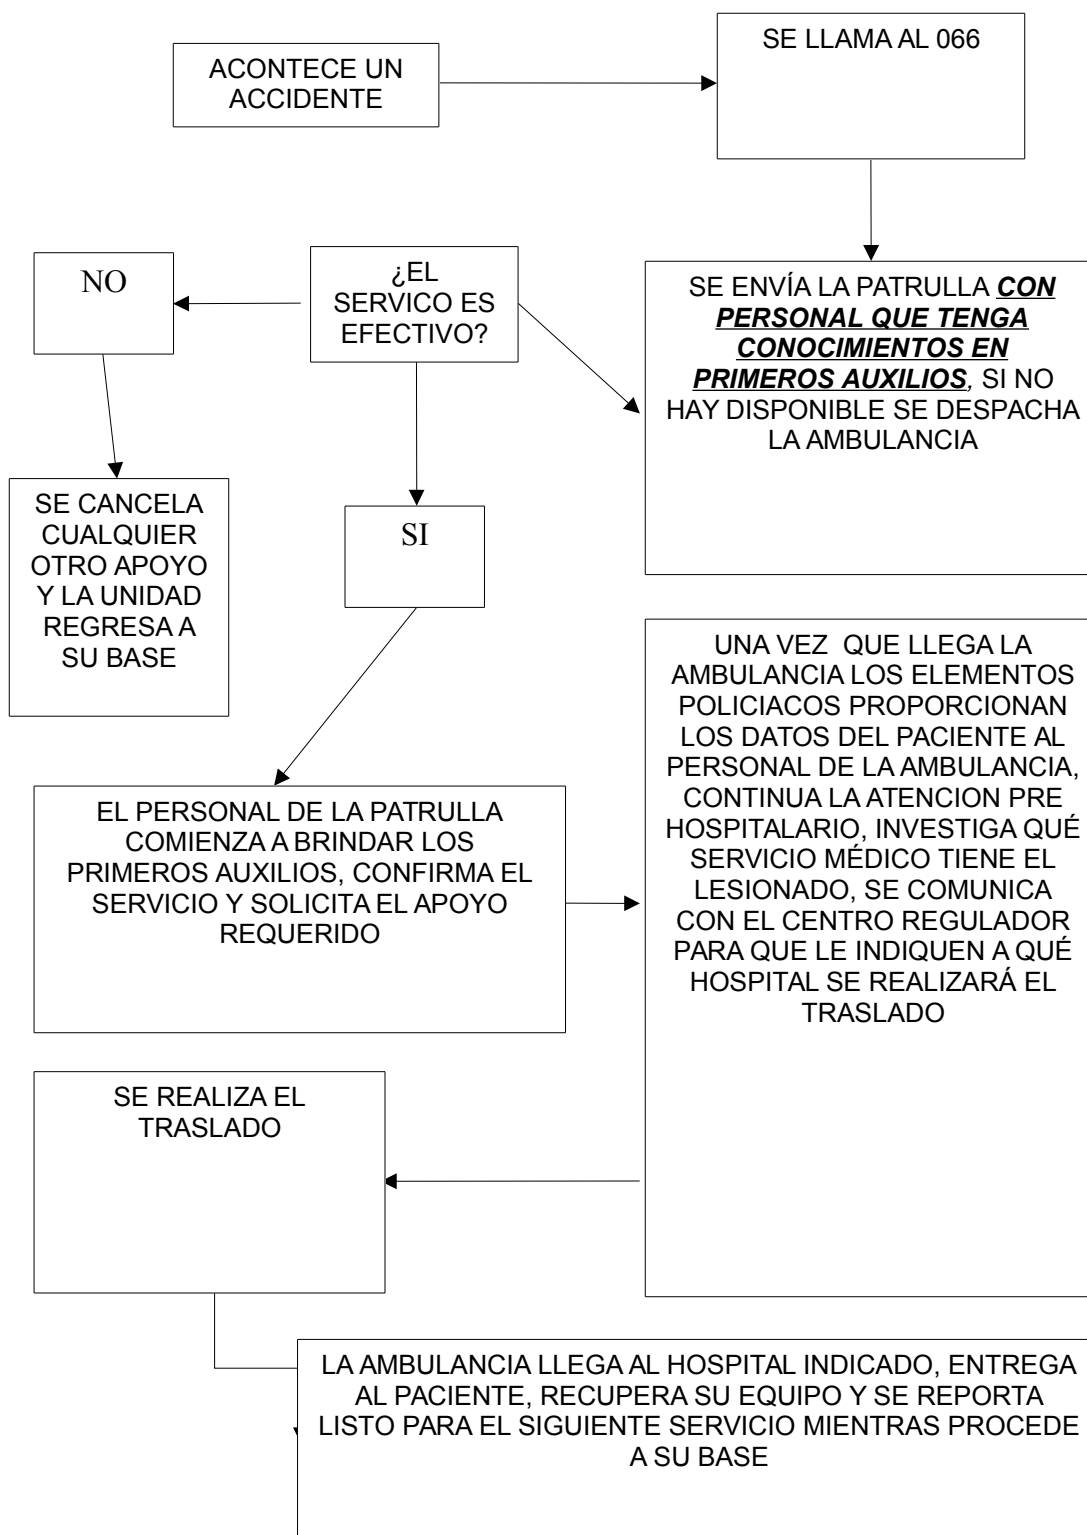 ACONTECE UN
ACCIDENTE
SE LLAMA AL 066
NO
¿EL
SERVICO ES
EFECTIVO?
SE ENVÍA LA PATRULLA CON
PERSONAL QUE TENGA
CONOCIMIENTOS EN
PRIMEROS AUXILIOS, SI NO
HAY DISPONIBLE SE DESPACHA
LA AMBULANCIA
SE CANCELA
CUALQUIER
OTRO APOYO
Y LA UNIDAD
REGRESA A
SU BASE
SI
UNA VEZ QUE LLEGA LA
AMBULANCIA LOS ELEMENTOS
POLICIACOS PROPORCIONAN
LOS DATOS DEL PACIENTE AL
PERSONAL DE LA AMBULANCIA,
CONTINUA LA ATENCION PRE
HOSPITALARIO, INVESTIGA QUÉ
SERVICIO MÉDICO TIENE EL
LESIONADO, SE COMUNICA
CON EL CENTRO REGULADOR
PARA QUE LE INDIQUEN A QUÉ
HOSPITAL SE REALIZARÁ EL
TRASLADO
EL PERSONAL DE LA PATRULLA
COMIENZA A BRINDAR LOS
PRIMEROS AUXILIOS, CONFIRMA EL
SERVICIO Y SOLICITA EL APOYO
REQUERIDO
SE REALIZA EL
TRASLADO
LA AMBULANCIA LLEGA AL HOSPITAL INDICADO, ENTREGA
AL PACIENTE, RECUPERA SU EQUIPO Y SE REPORTA
LISTO PARA EL SIGUIENTE SERVICIO MIENTRAS PROCEDE
A SU BASE